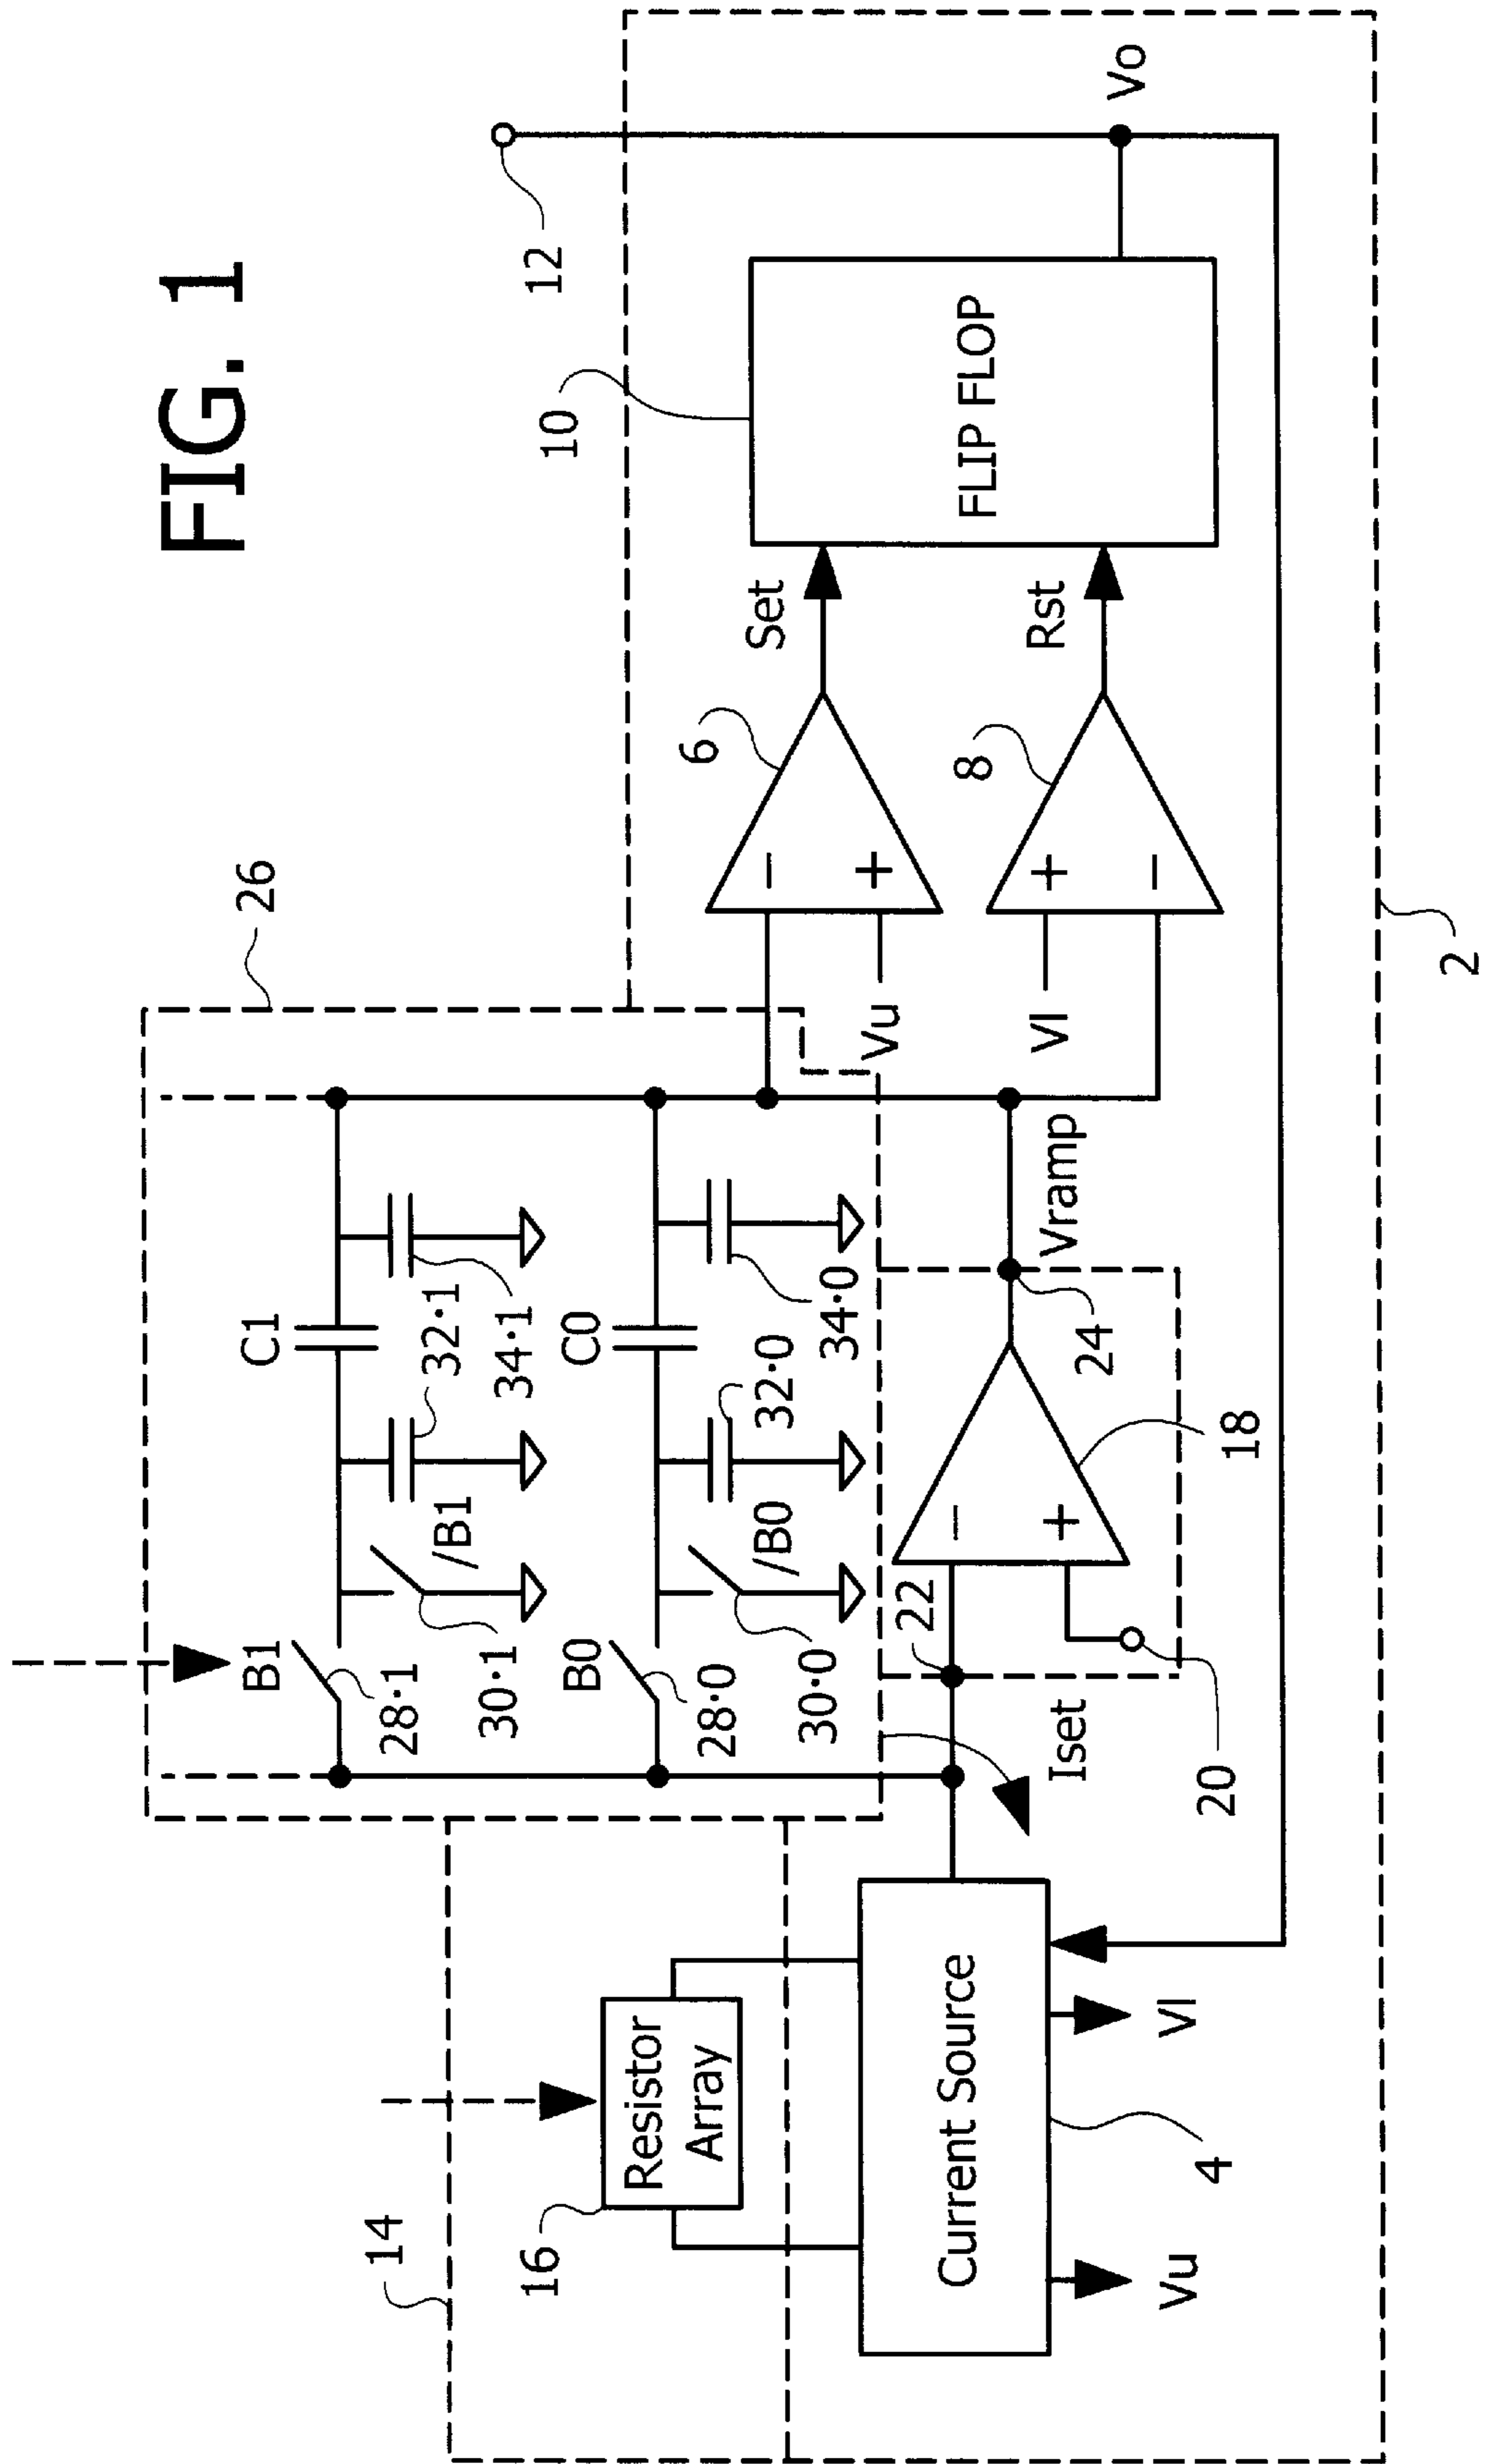 FIG. 1
26
14
16
Resistor
Array
B1
28·1
30·1
/B1
32·1
C1
34·1
B0
28·0
30·0
/B0
32·0
C0
34·0
12
10
6
Set
8
Rst
FLIP FLOP
Vo
Vu
Vl
Vramp
22
24
18
20
Iset
Current Source
4
Vu
Vl
2